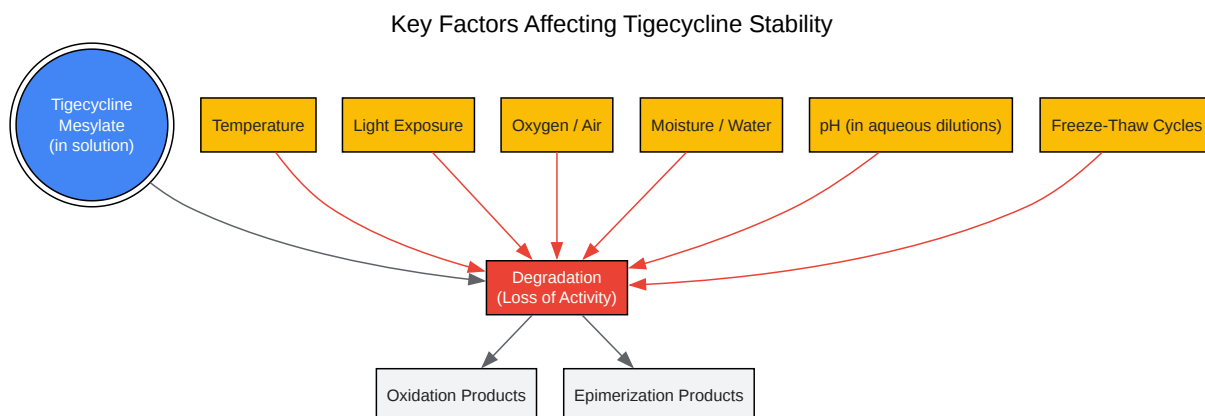 Key Factors Affecting Tigecycline Stability
Tigecycline
Mesylate
(in solution)
Temperature
Light Exposure
Oxygen / Air
Moisture / Water
pH (in aqueous dilutions)
Freeze-Thaw Cycles
Degradation
(Loss of Activity)
Oxidation Products
Epimerization Products